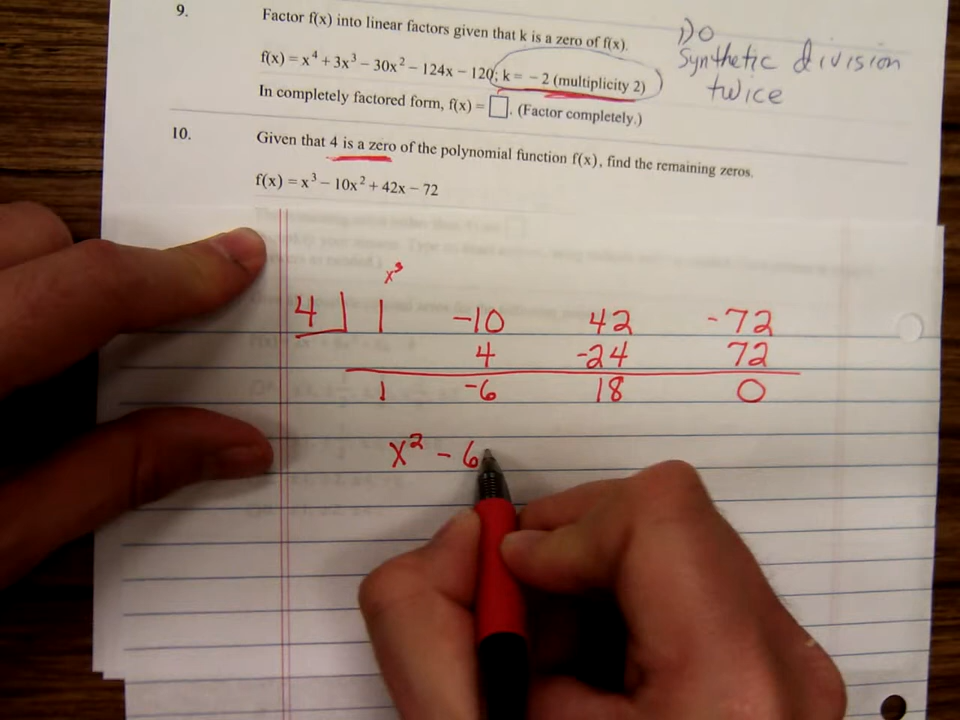 9.
Factor f(x) into linear factors given that k is a zero of f(x).
f(x) = x⁴ + 3x³ − 30x² − 124x − 120; k = − 2 (multiplicity 2)
In completely factored form, f(x) = □. (Factor completely.)
DO
Synthetic division
twice
10.
Given that 4 is a zero of the polynomial function f(x), find the remaining zeros.
f(x) = x³ − 10x² + 42x − 72
x³
4 1 -10 42 -72
4 -24 72
1 -6 18 0
x² - 6